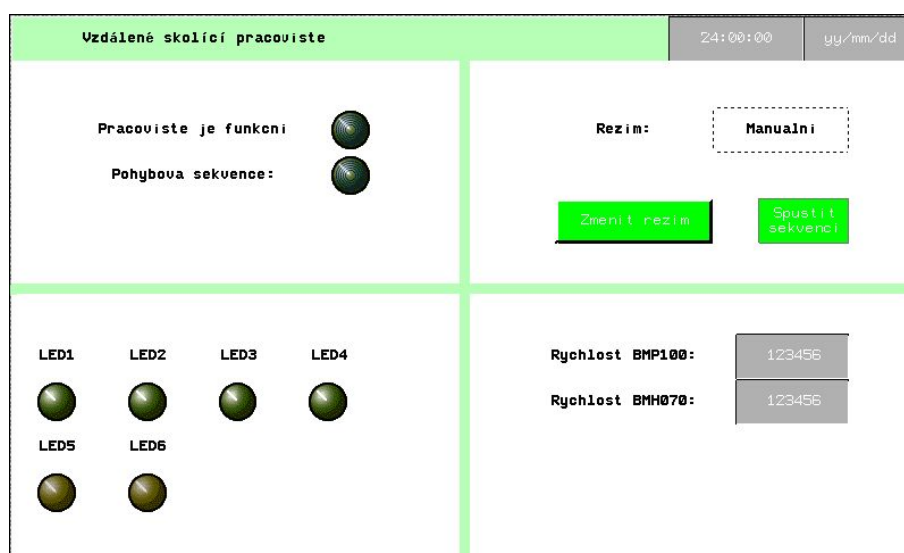 Vzdálené skolící pracoviste 24:00:00 yy/mm/dd
Pracoviste je funkcni
Pohybova sekvence:
Rezim: Manualni
Zmenit rezim
Spustit
sekvenci
LED1 LED2 LED3 LED4
LED5 LED6
Rychlost BMP100: 123456
Rychlost BMH070: 123456